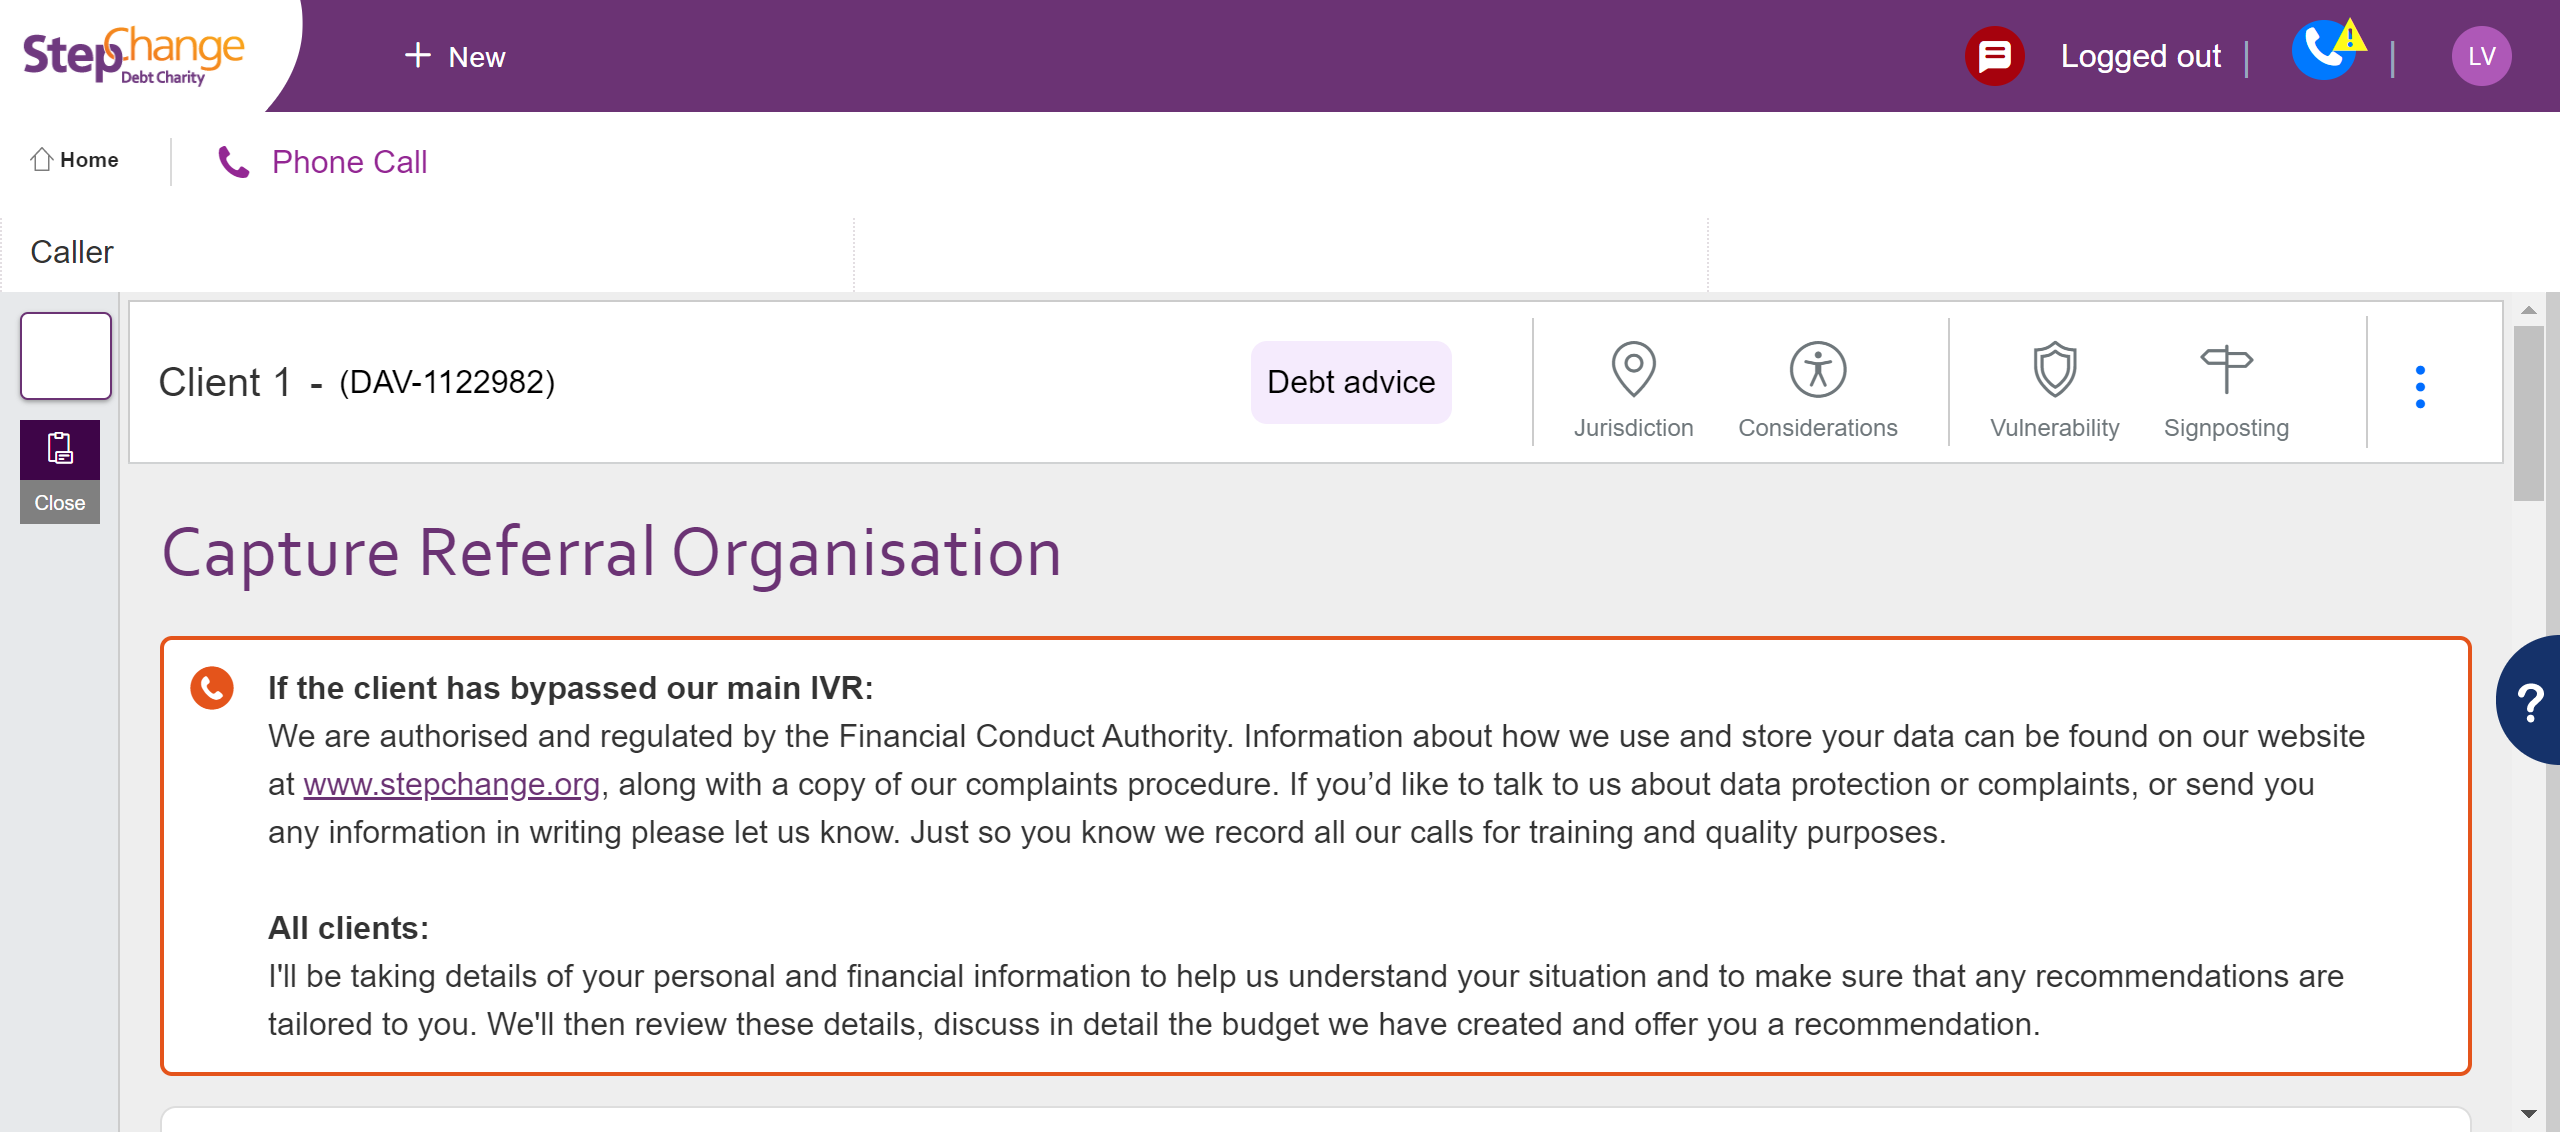 StepChange
Debt Charity
New
Logged out
LV
Home
Phone Call
Caller
Client 1 - (DAV-1122982)
Debt advice
Jurisdiction
Considerations
Vulnerability
Signposting
Close
Capture Referral Organisation
If the client has bypassed our main IVR:
We are authorised and regulated by the Financial Conduct Authority. Information about how we use and store your data can be found on our website
at www.stepchange.org, along with a copy of our complaints procedure. If you’d like to talk to us about data protection or complaints, or send you
any information in writing please let us know. Just so you know we record all our calls for training and quality purposes.
All clients:
I'll be taking details of your personal and financial information to help us understand your situation and to make sure that any recommendations are
tailored to you. We'll then review these details, discuss in detail the budget we have created and offer you a recommendation.
?